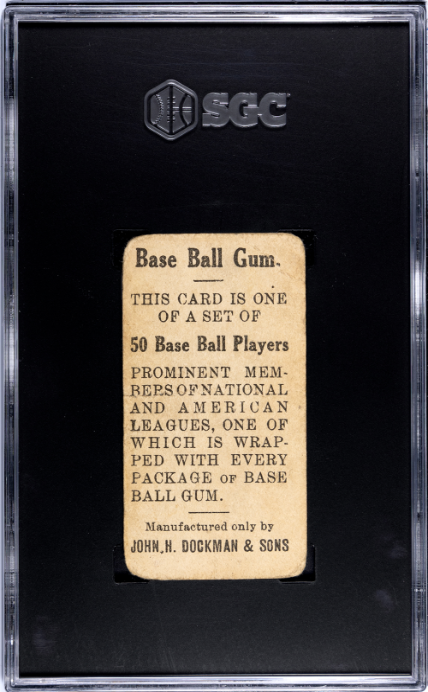 SGC
Base Ball Gum.
THIS CARD IS ONE
OF A SET OF
50 Base Ball Players
PROMINENT MEM-
BERS OF NATIONAL
AND AMERICAN
LEAGUES, ONE OF
WHICH IS WRAP-
PED WITH EVERY
PACKAGE OF BASE
BALL GUM.
Manufactured only by
JOHN. H. DOCKMAN & SONS